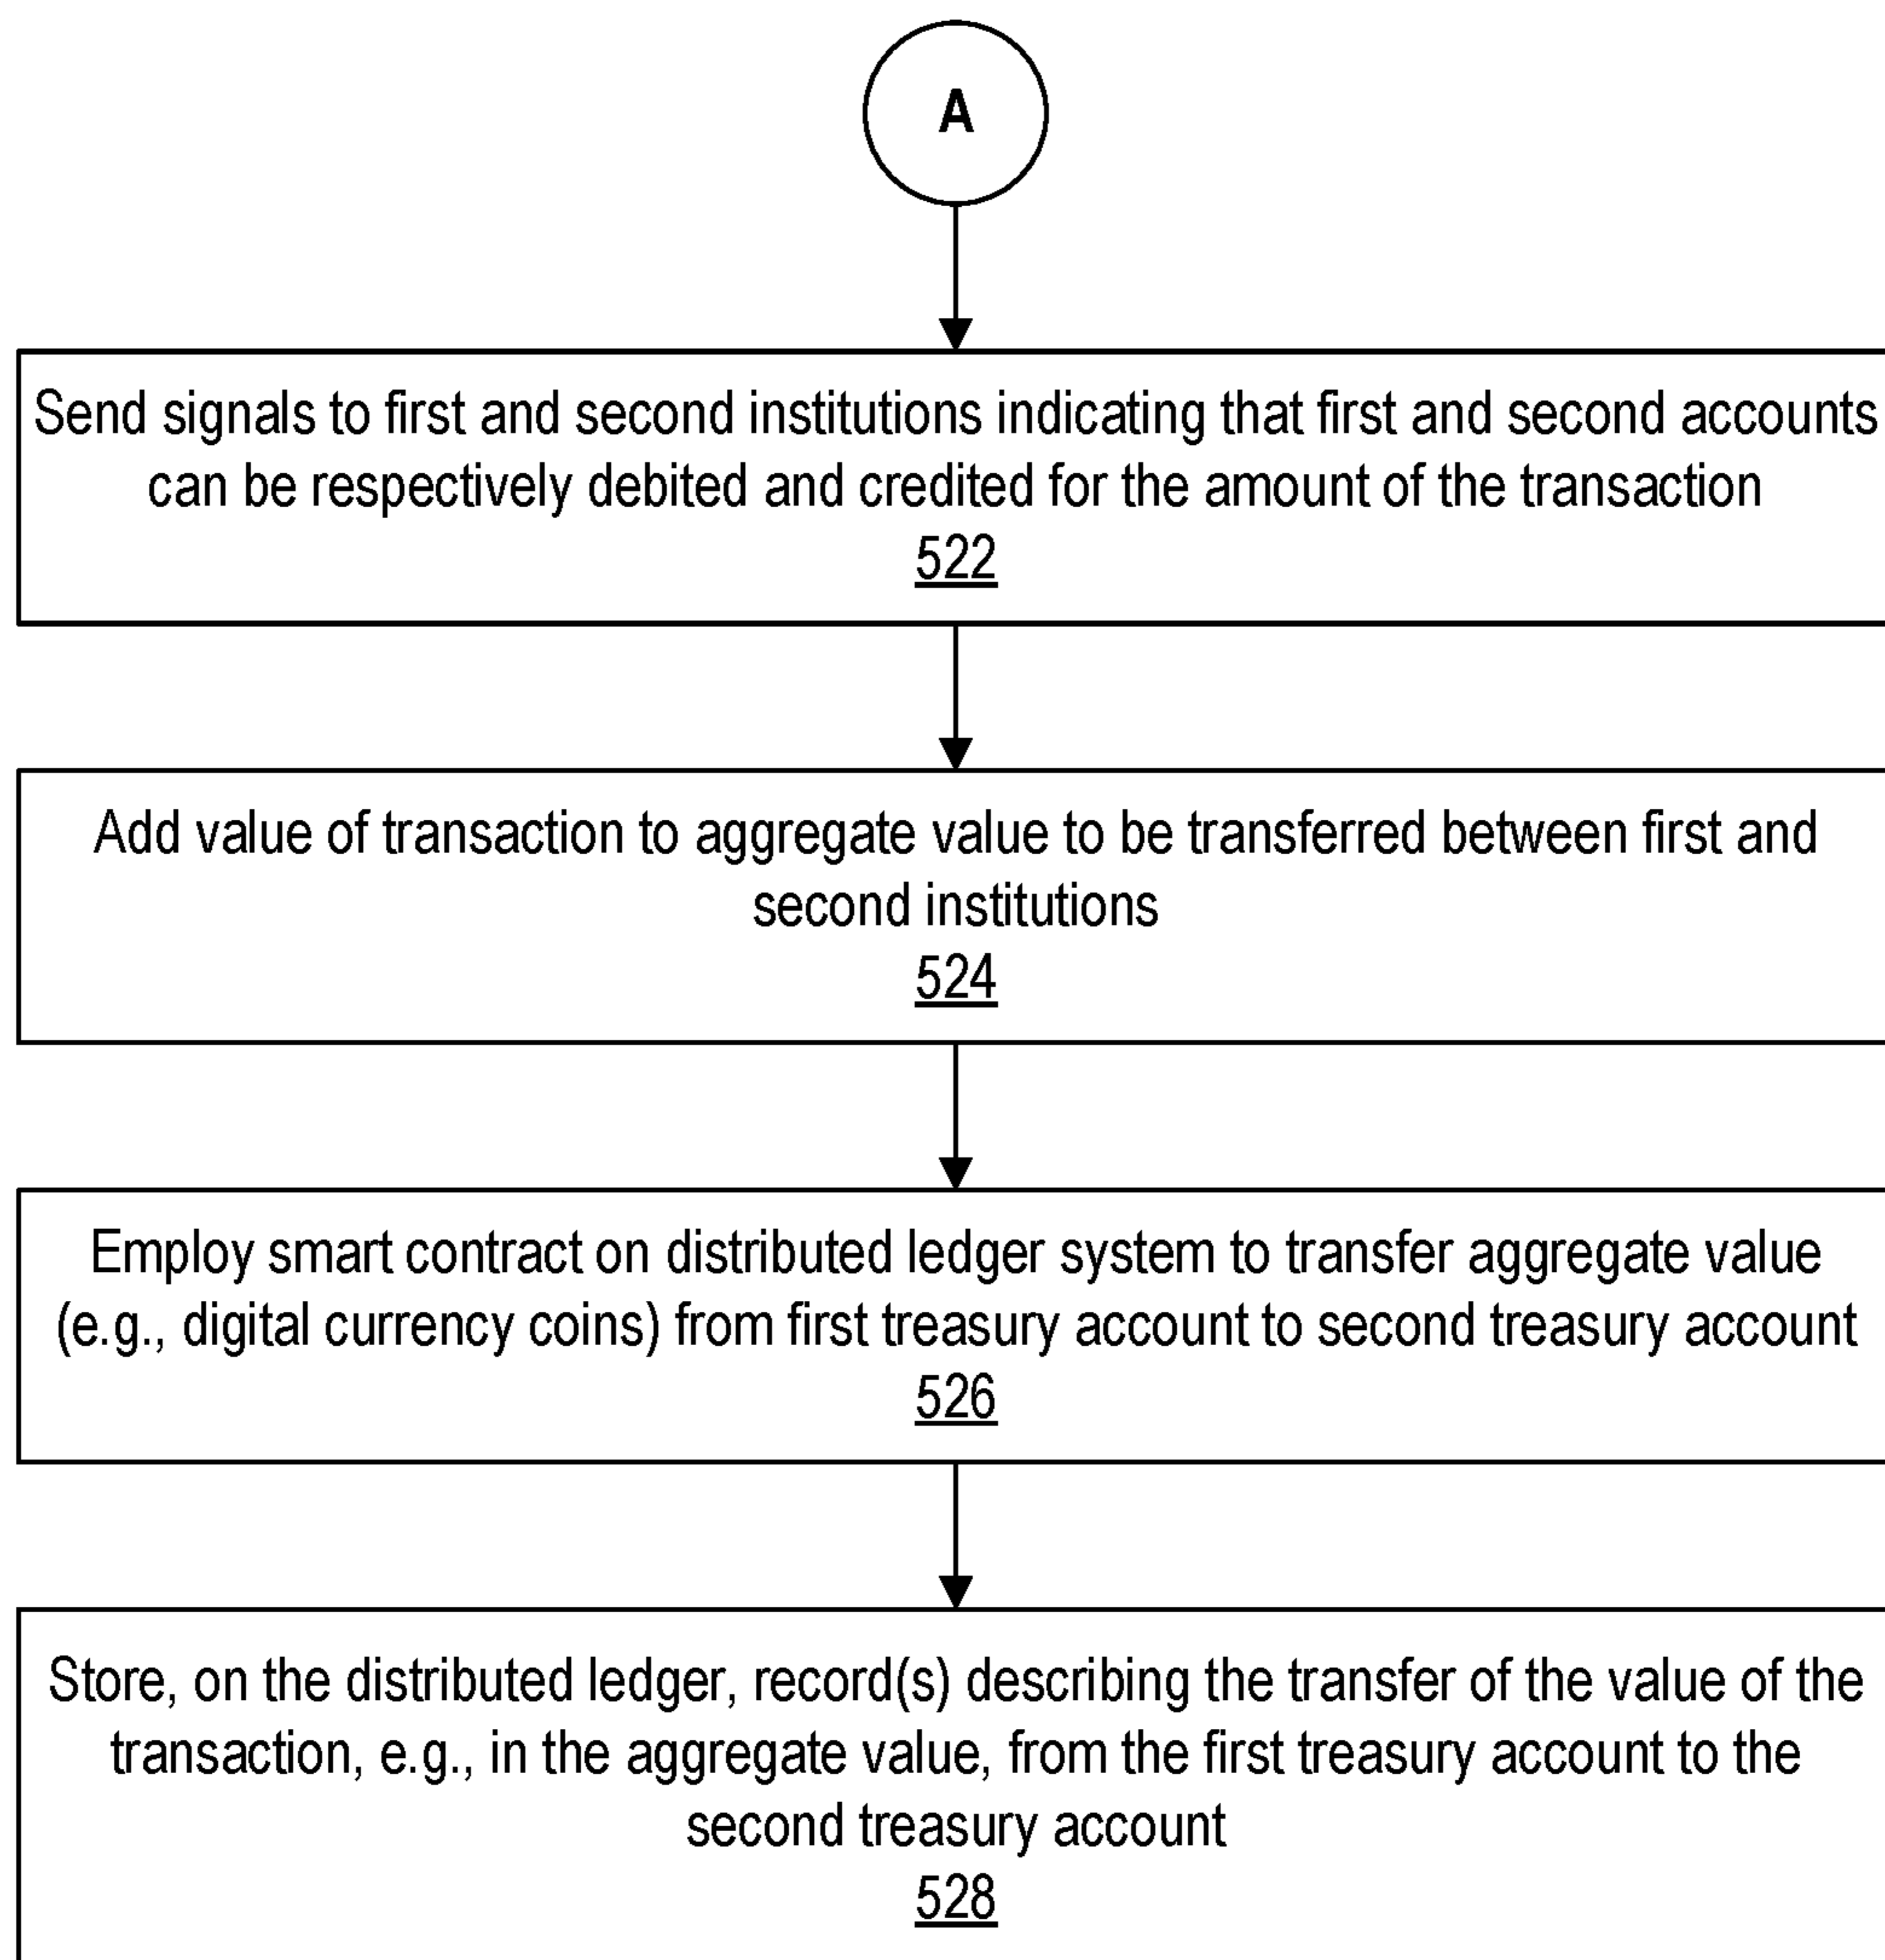 A
Send signals to first and second institutions indicating that first and second accounts
can be respectively debited and credited for the amount of the transaction
522
Add value of transaction to aggregate value to be transferred between first and
second institutions
524
Employ smart contract on distributed ledger system to transfer aggregate value
(e.g., digital currency coins) from first treasury account to second treasury account
526
Store, on the distributed ledger, record(s) describing the transfer of the value of the
transaction, e.g., in the aggregate value, from the first treasury account to the
second treasury account
528